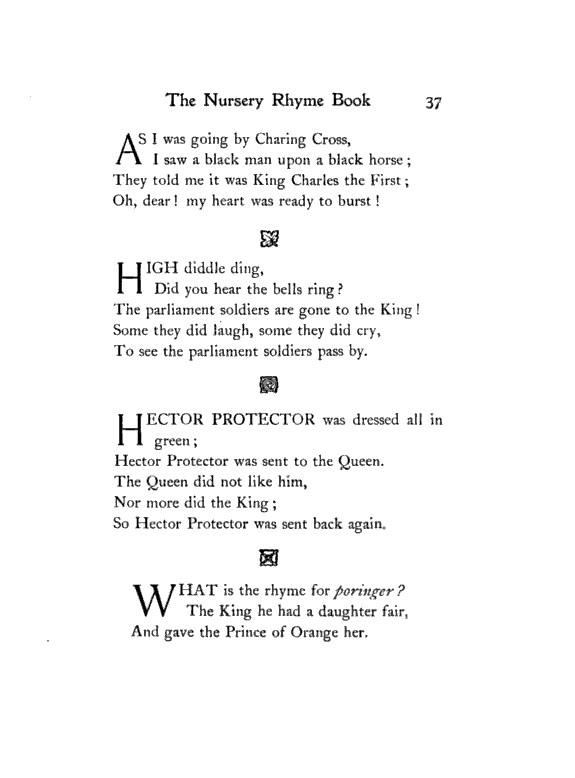 The Nursery Rhyme Book 37
AS I was going by Charing Cross,
I saw a black man upon a black horse;
They told me it was King Charles the First;
Oh, dear! my heart was ready to burst!
HIGH diddle ding,
Did you hear the bells ring?
The parliament soldiers are gone to the King!
Some they did laugh, some they did cry,
To see the parliament soldiers pass by.
HECTOR PROTECTOR was dressed all in
green;
Hector Protector was sent to the Queen.
The Queen did not like him,
Nor more did the King;
So Hector Protector was sent back again.
WHAT is the rhyme for poringer?
The King he had a daughter fair,
And gave the Prince of Orange her.